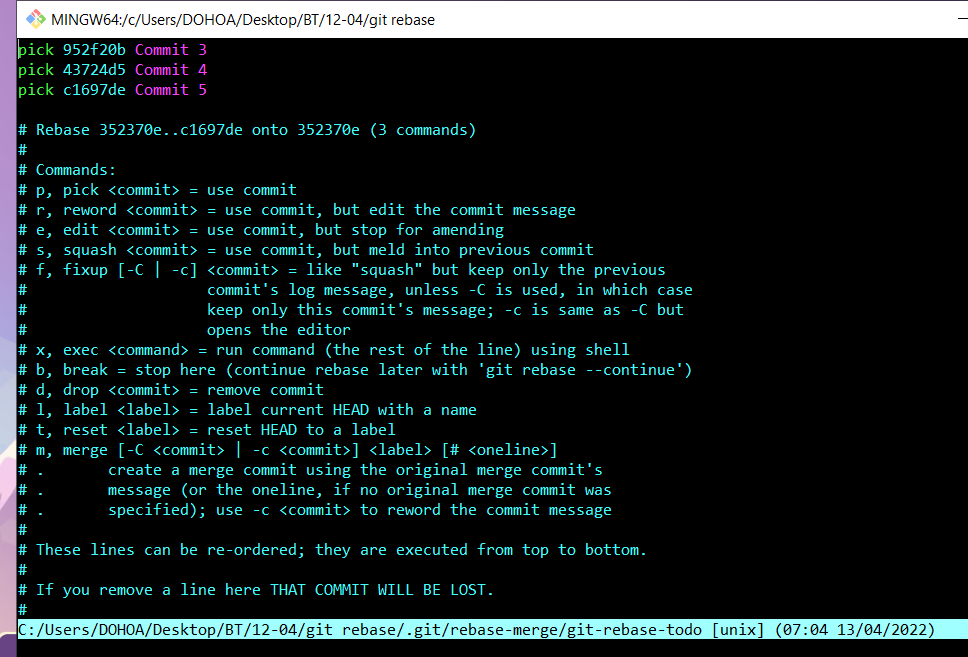 MINGW64:/c/Users/DOHOA/Desktop/BT/12-04/git rebase
pick 952f20b Commit 3
pick 43724d5 Commit 4
pick c1697de Commit 5
# Rebase 352370e..c1697de onto 352370e (3 commands)
#
# Commands:
# p, pick <commit> = use commit
# r, reword <commit> = use commit, but edit the commit message
# e, edit <commit> = use commit, but stop for amending
# s, squash <commit> = use commit, but meld into previous commit
# f, fixup [-C | -c] <commit> = like "squash" but keep only the previous
#                    commit's log message, unless -C is used, in which case
#                    keep only this commit's message; -c is same as -C but
#                    opens the editor
# x, exec <command> = run command (the rest of the line) using shell
# b, break = stop here (continue rebase later with 'git rebase --continue')
# d, drop <commit> = remove commit
# l, label <label> = label current HEAD with a name
# t, reset <label> = reset HEAD to a label
# m, merge [-C <commit> | -c <commit>] <label> [# <oneline>]
# .       create a merge commit using the original merge commit's
# .       message (or the oneline, if no original merge commit was
# .       specified); use -c <commit> to reword the commit message
#
# These lines can be re-ordered; they are executed from top to bottom.
#
# If you remove a line here THAT COMMIT WILL BE LOST.
#
C:/Users/DOHOA/Desktop/BT/12-04/git rebase/.git/rebase-merge/git-rebase-todo [unix] (07:04 13/04/2022)